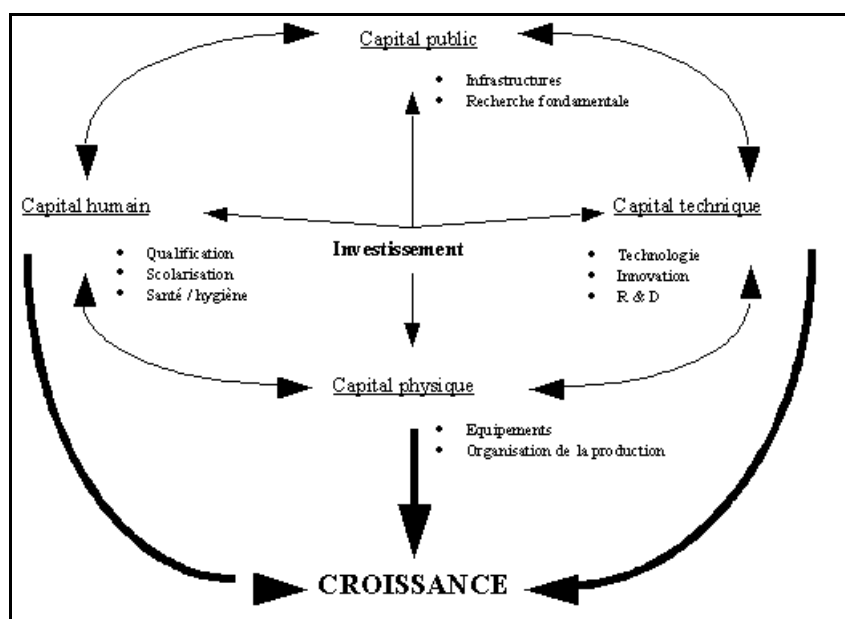 Capital public
• Infrastructures
• Recherche fondamentale
Capital humain
Capital technique
Investissement
• Qualification
• Scolarisation
• Santé / hygiène
• Technologie
• Innovation
• R & D
Capital physique
• Equipements
• Organisation de la production
CROISSANCE